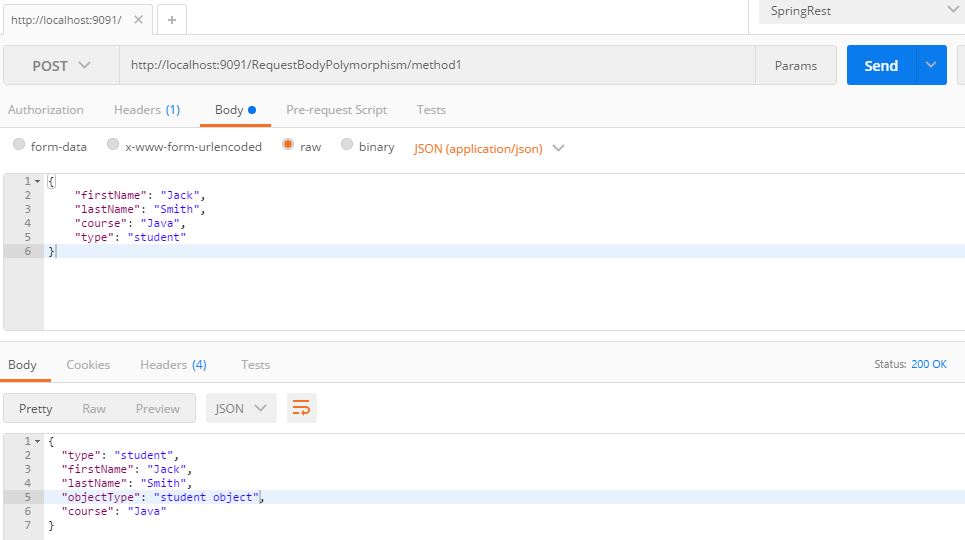 http://localhost:9091/ × +
SpringRest
POST http://localhost:9091/RequestBodyPolymorphism/method1 Params Send
Authorization Headers (1) Body Pre-request Script Tests
form-data x-www-form-urlencoded raw binary JSON (application/json)
1 {
2 "firstName": "Jack",
3 "lastName": "Smith",
4 "course": "Java",
5 "type": "student"
6 }
Body Cookies Headers (4) Tests Status: 200 OK
Pretty Raw Preview JSON
1 {
2 "type": "student",
3 "firstName": "Jack",
4 "lastName": "Smith",
5 "objectType": "student object",
6 "course": "Java"
7 }